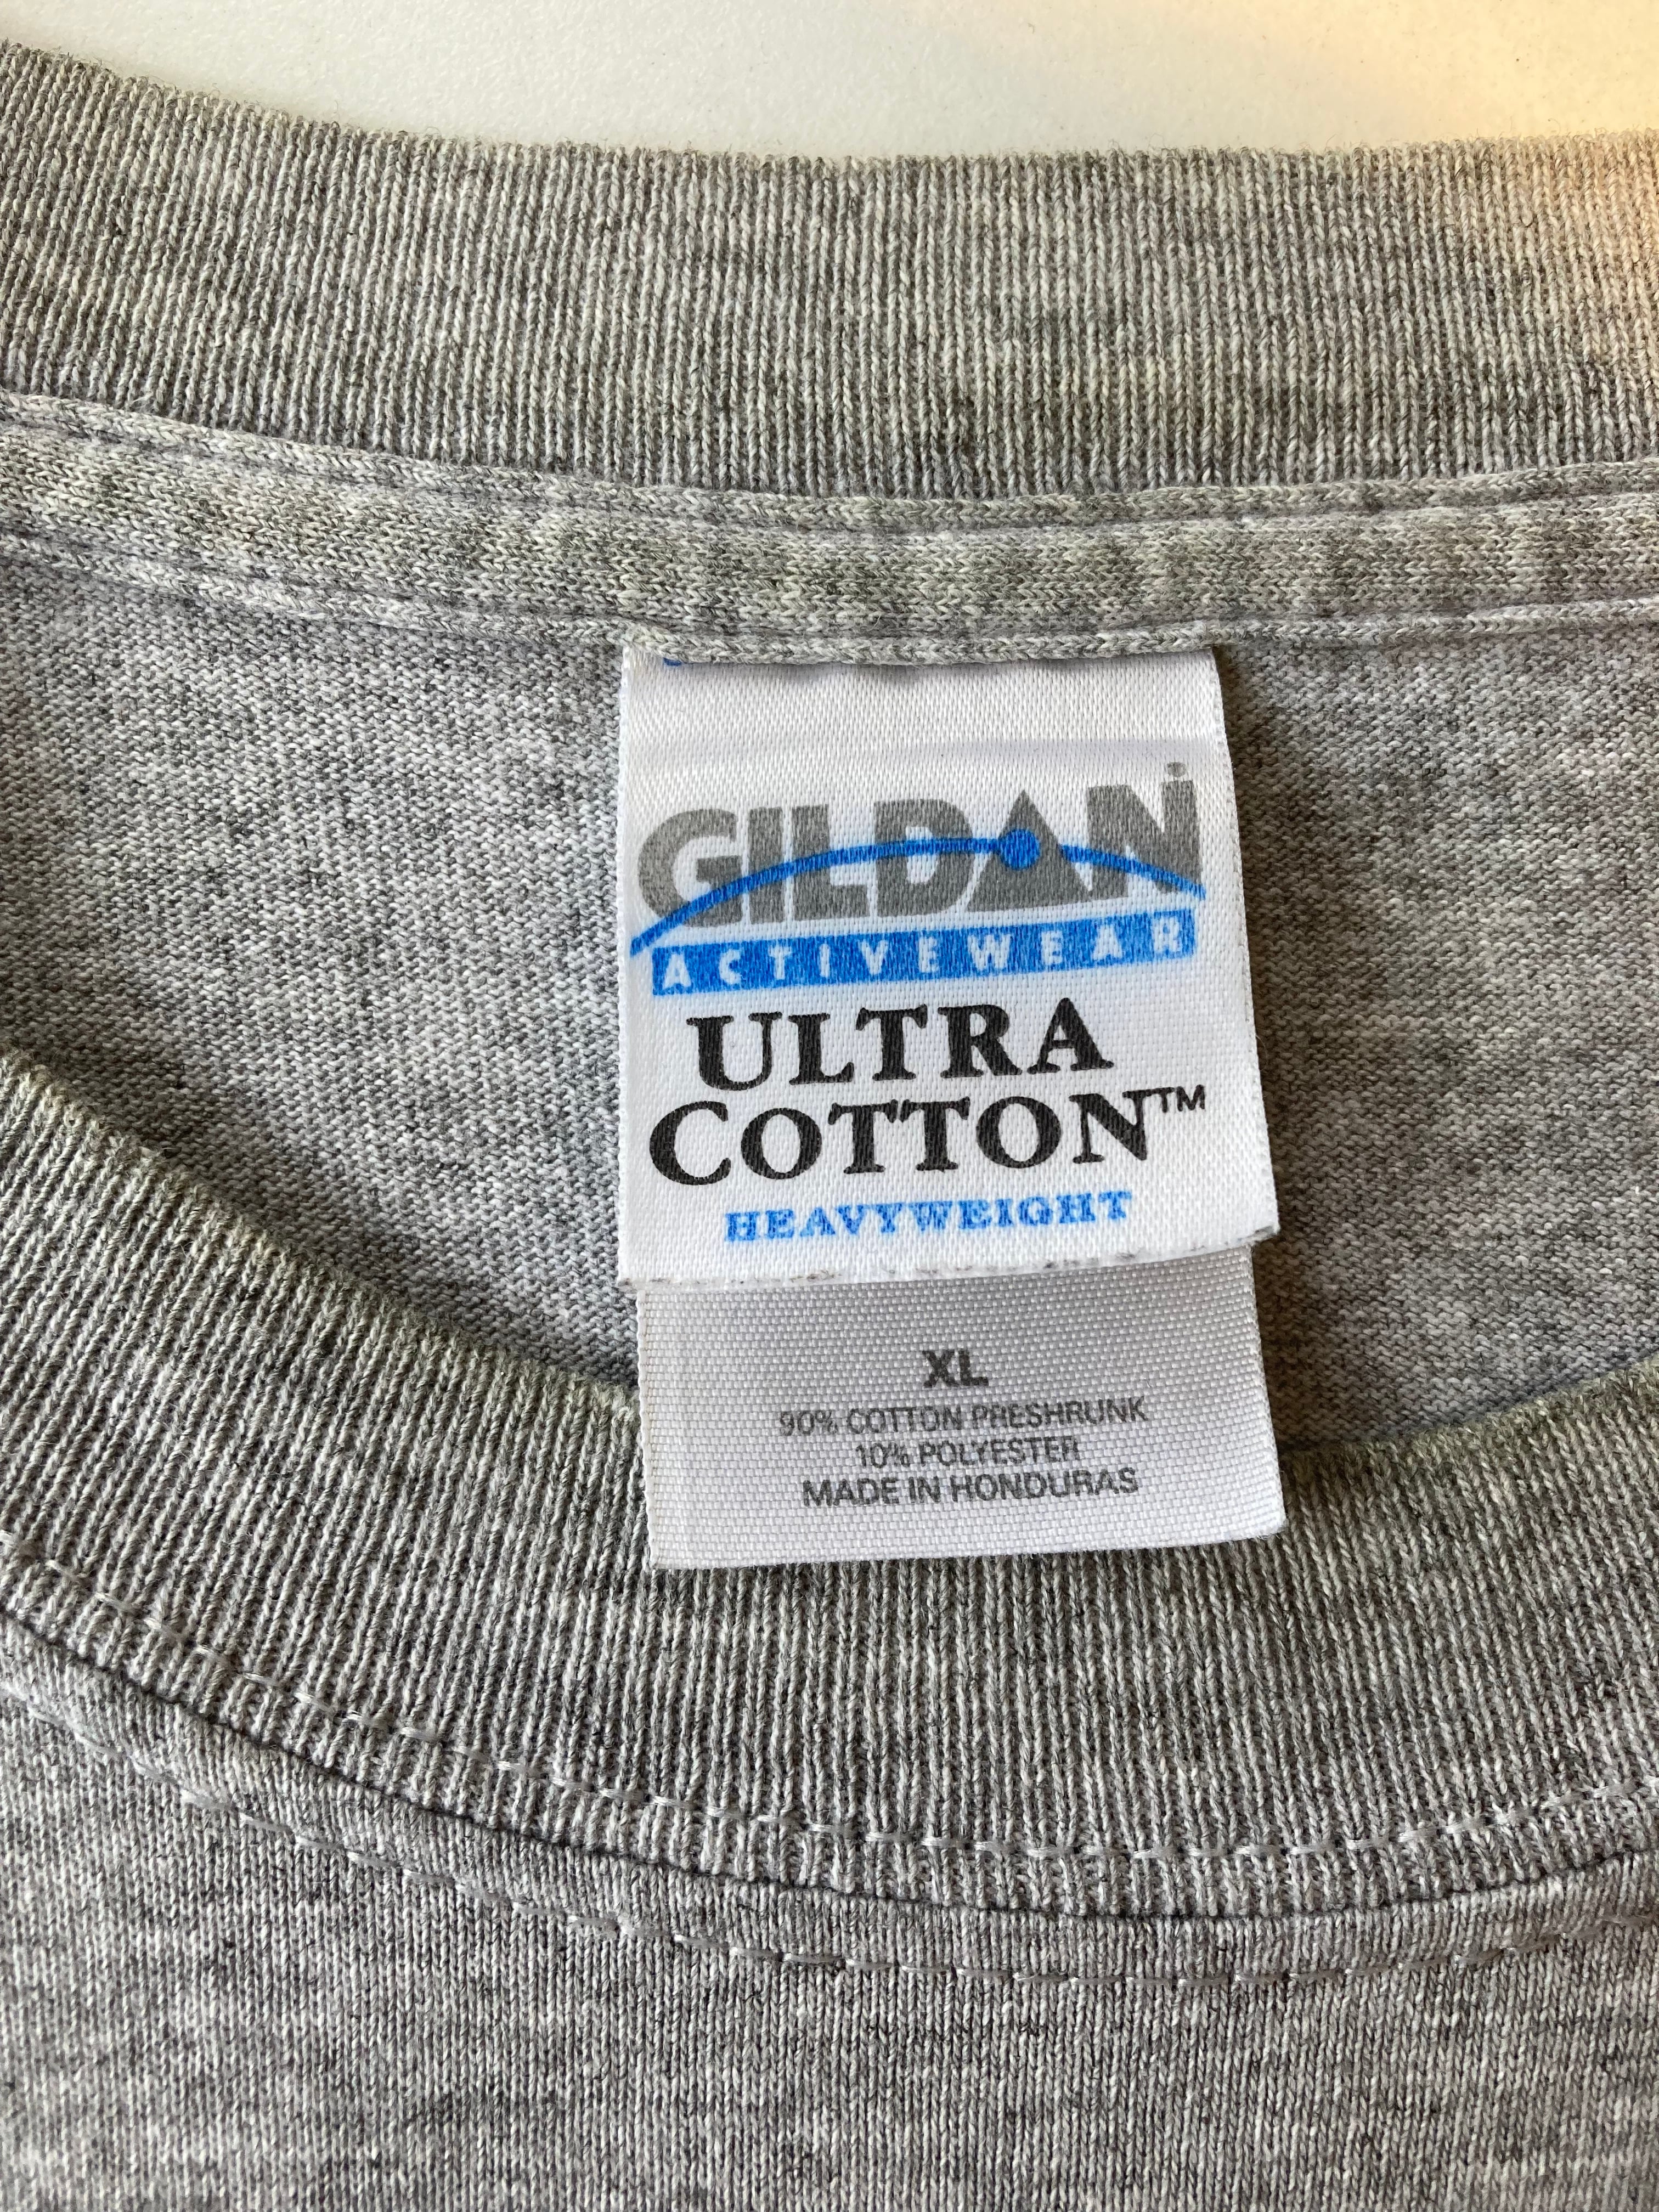 GILDAN
ACTIVEWEAR
ULTRA
COTTON™
HEAVYWEIGHT
XL
90% COTTON PRESHRUNK
10% POLYESTER
MADE IN HONDURAS